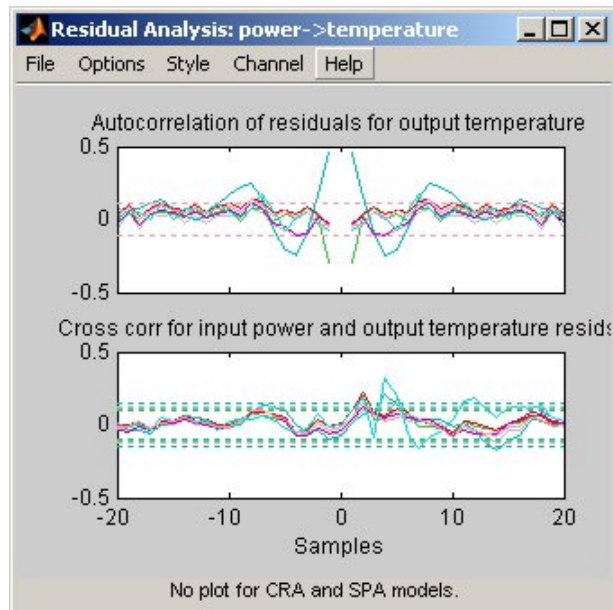 Residual Analysis: power->temperature
File Options Style Channel Help
Autocorrelation of residuals for output temperature
0.5
0
-0.5
Cross corr for input power and output temperature resids
0.5
0
-0.5
-20 -10 0 10 20
Samples
No plot for CRA and SPA models.